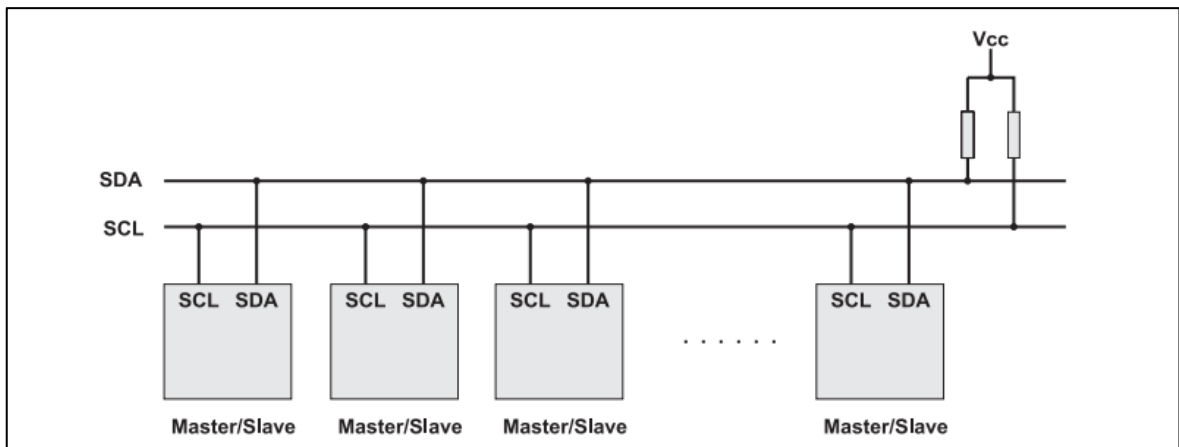 Vcc
SDA
SCL
SCL SDA
SCL SDA
SCL SDA
. . . . . .
SCL SDA
Master/Slave
Master/Slave
Master/Slave
Master/Slave